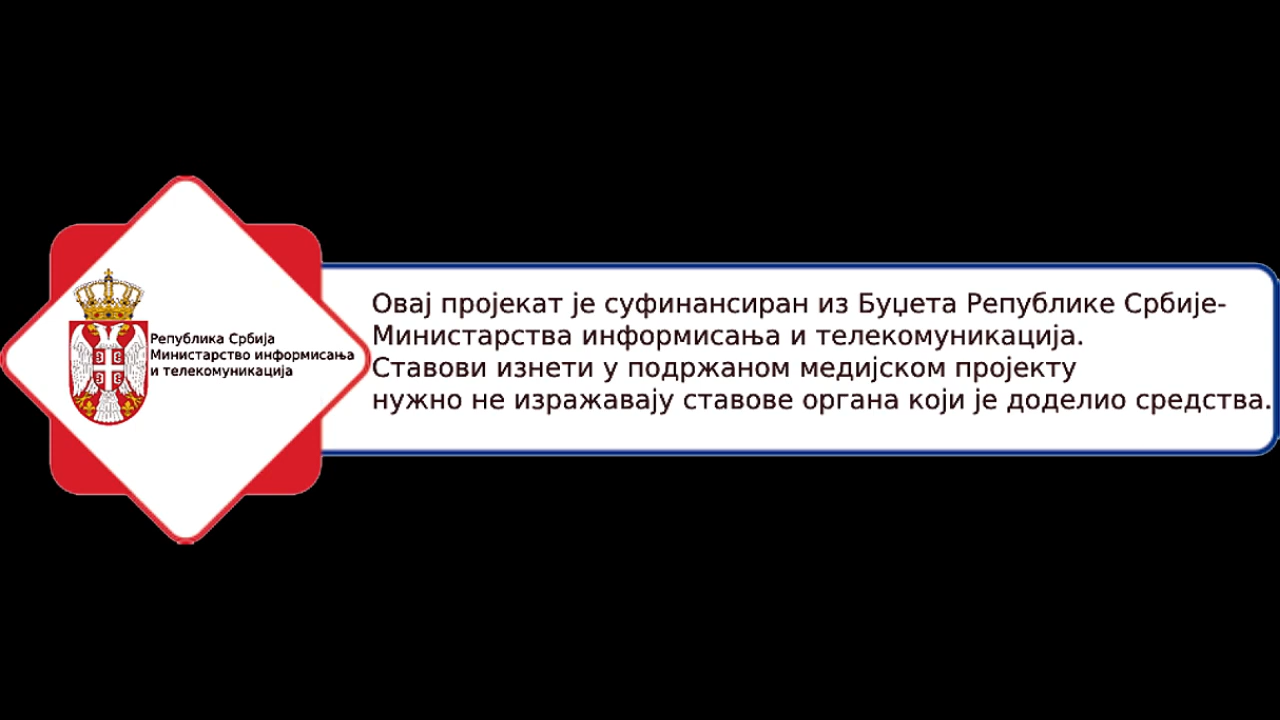 Република Србија
Министарство информисања
и телекомуникација
Овај пројекат је суфинансиран из Буџета Републике Србије-
Министарства информисања и телекомуникација.
Ставови изнети у подржаном медијском пројекту
нужно не изражавају ставове органа који је доделио средства.